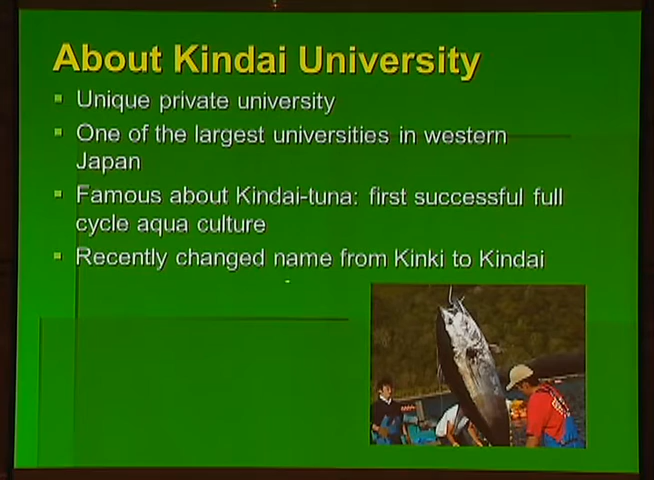 About Kindai University
Unique private university
One of the largest universities in western
Japan
Famous about Kindai-tuna: first successful full
cycle aqua culture
Recently changed name from Kinki to Kindai